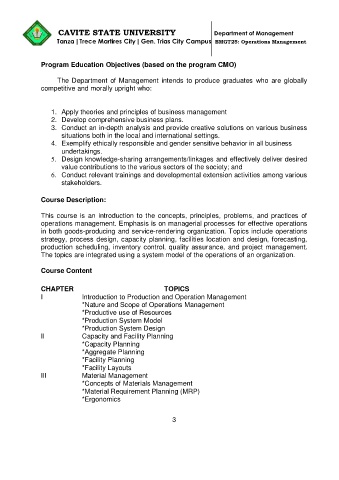 CAVITE STATE UNIVERSITY
Department of Management
Tanza | Trece Martires City | Gen. Trias City Campus
BMGT25: Operations Management
Program Education Objectives (based on the program CMO)
The Department of Management intends to produce graduates who are globally
competitive and morally upright who:
1. Apply theories and principles of business management
2. Develop comprehensive business plans.
3. Conduct an in-depth analysis and provide creative solutions on various business
situations both in the local and international settings.
4. Exemplify ethically responsible and gender sensitive behavior in all business
undertakings.
5. Design knowledge-sharing arrangements/linkages and effectively deliver desired
value contributions to the various sectors of the society; and
6. Conduct relevant trainings and developmental extension activities among various
stakeholders.
Course Description:
This course is an introduction to the concepts, principles, problems, and practices of
operations management. Emphasis is on managerial processes for effective operations
in both goods-producing and service-rendering organization. Topics include operations
strategy, process design, capacity planning, facilities location and design, forecasting,
production scheduling, inventory control, quality assurance, and project management.
The topics are integrated using a system model of the operations of an organization.
Course Content
CHAPTER TOPICS
I Introduction to Production and Operation Management
*Nature and Scope of Operations Management
*Productive use of Resources
*Production System Model
*Production System Design
II Capacity and Facility Planning
*Capacity Planning
*Aggregate Planning
*Facility Planning
*Facility Layouts
III Material Management
*Concepts of Materials Management
*Material Requirement Planning (MRP)
*Ergonomics
3